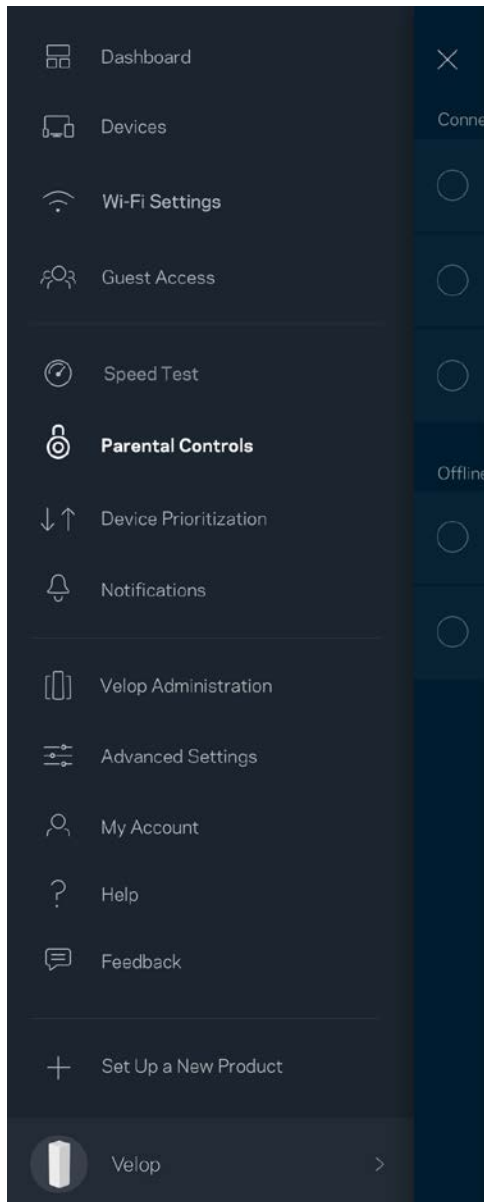 Dashboard
Devices
Wi-Fi Settings
Guest Access
Speed Test
Parental Controls
Device Prioritization
Notifications
Velop Administration
Advanced Settings
My Account
Help
Feedback
Set Up a New Product
Velop
Conne
Offline